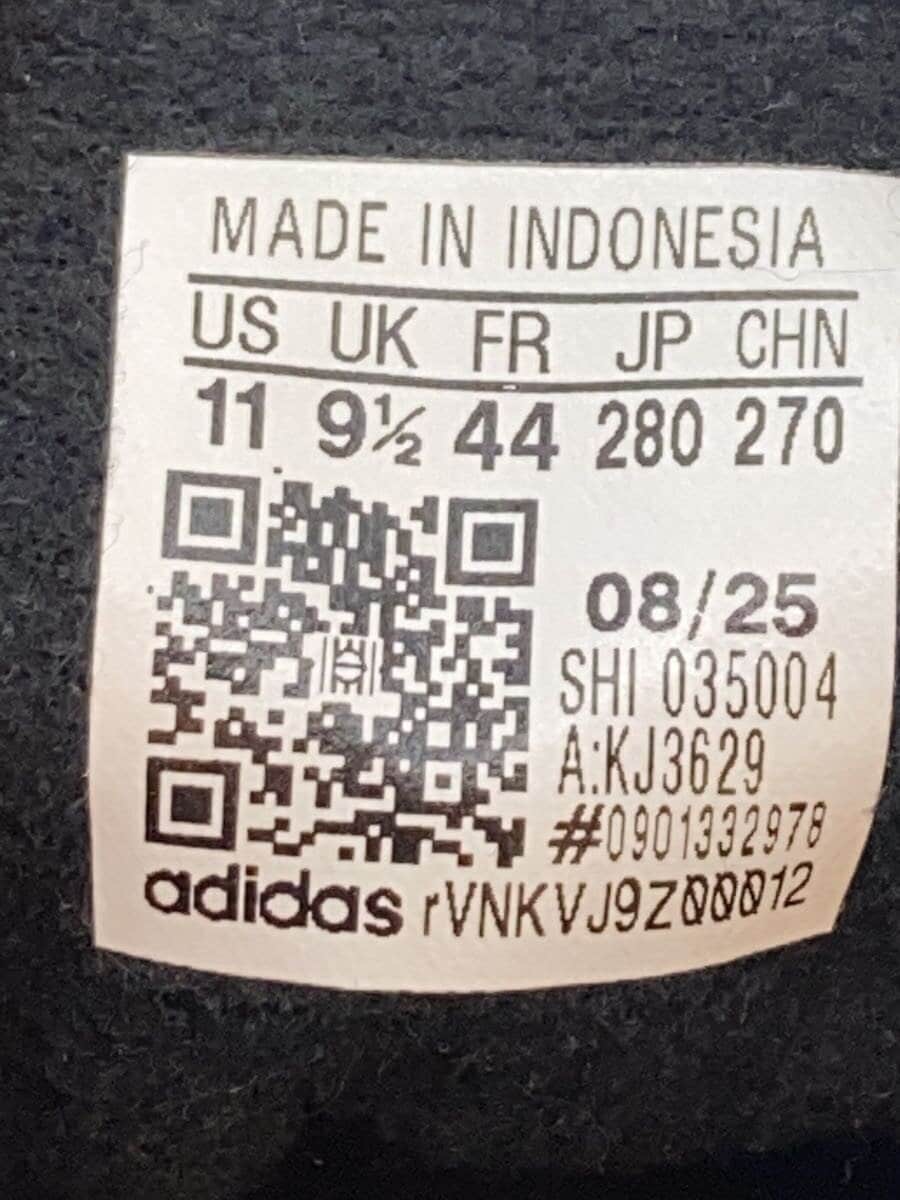 MADE IN INDONESIA
US UK FR JP CHN
11 9½ 44 280 270
08/25
SHI 035004
A:KJ3629
#0901332978
adidas rVNKVJ9Z00012